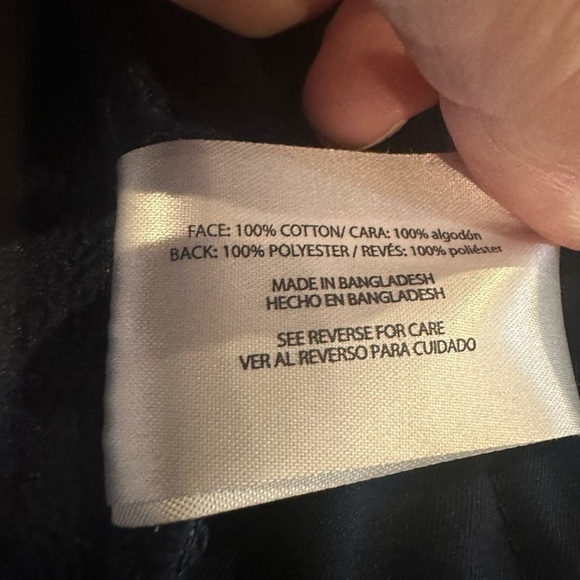 FACE: 100% COTTON/ CARA: 100% algodón
BACK: 100% POLYESTER / REVÉS: 100% poliéster
MADE IN BANGLADESH
HECHO EN BANGLADESH
SEE REVERSE FOR CARE
VER AL REVERSO PARA CUIDADO